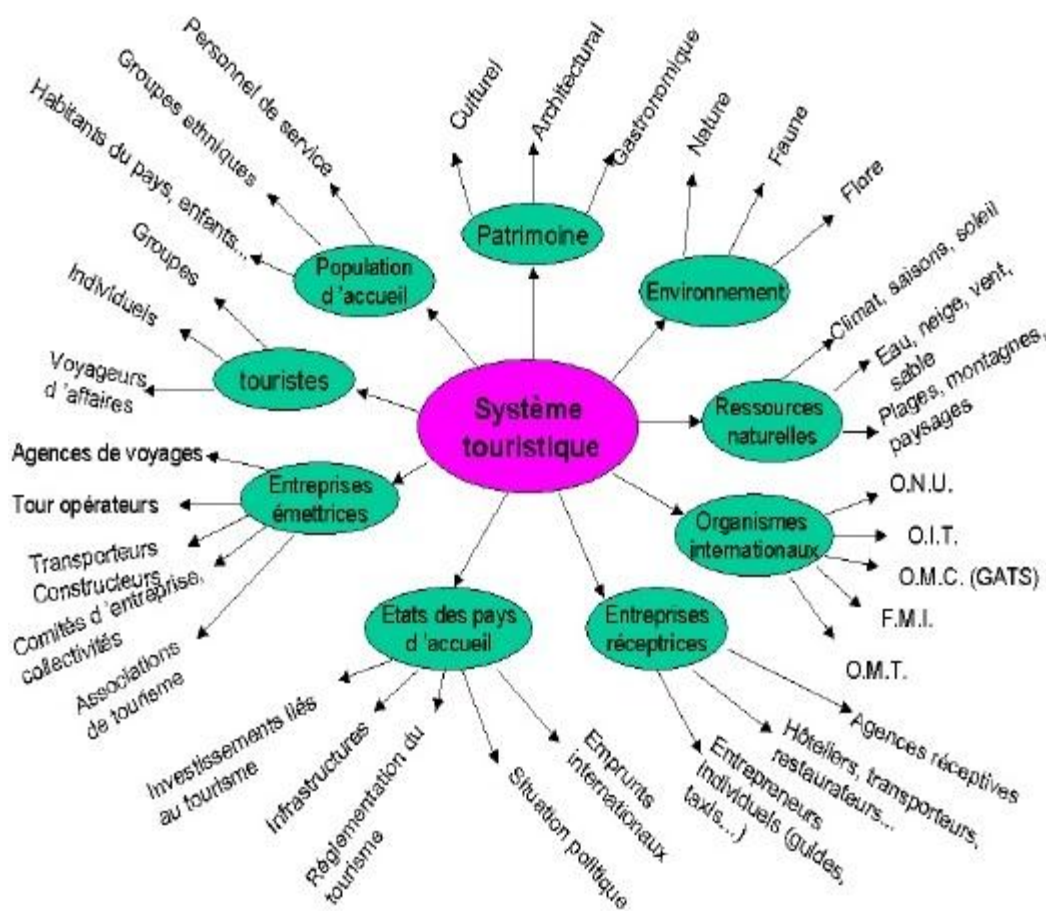 Système
touristique
Patrimoine
Culturel
Architectural
Gastronomique
Environnement
Nature
Faune
Flore
Ressources
naturelles
Climat, saisons, soleil
Eau, neige, vent,
sable
Plages, montagnes,
paysages
Organismes
internationaux
O.N.U.
O.I.T.
O.M.C. (GATS)
F.M.I.
O.M.T.
Entreprises
réceptrices
Agences réceptives
Hôteliers, transporteurs,
restaurateurs...
Entrepreneurs
Individuels (guides,
taxis...)
Etats des pays
d 'accueil
Emprunts
internationaux
Situation politique
Réglementation du
tourisme
Infrastructures
Investissements liés
au tourisme
Entreprises
émettrices
Agences de voyages
Tour opérateurs
Transporteurs
Constructeurs
Comités d 'entreprise,
collectivités
Associations
de tourisme
touristes
Voyageurs
d 'affaires
Individuels
Groupes
Population
d 'accueil
Habitants du pays, enfants...
Groupes ethniques
Personnel de service